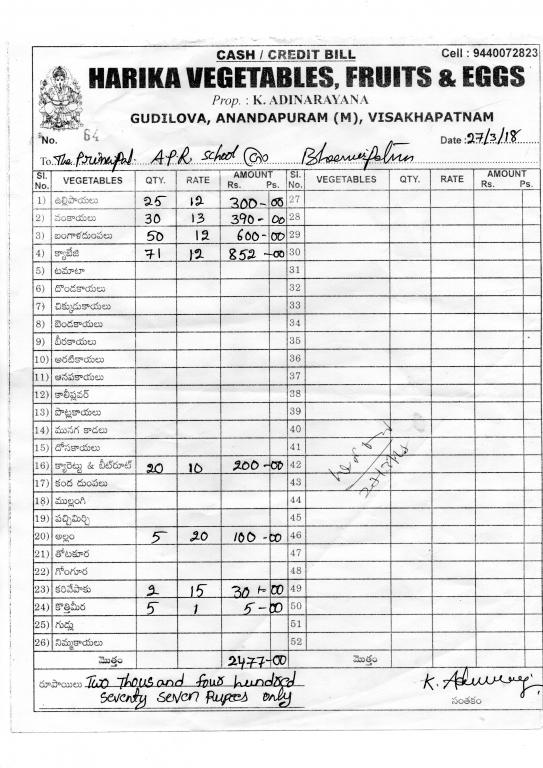 CASH / CREDIT BILL
Cell : 9440072823
HARIKA VEGETABLES, FRUITS & EGGS
Prop. : K. ADINARAYANA
GUDILOVA, ANANDAPURAM (M), VISAKHAPATNAM
No. 64 Date : 27/3/18
To. The Principal. A.P.R School @
Sl. No. VEGETABLES QTY. RATE AMOUNT Rs. Ps. Sl. No. VEGETABLES QTY. RATE AMOUNT Rs. Ps.
1) ఉల్లిపాయలు 25 12 300-00 27
2) వంకాయలు 30 13 390-00 28
3) బంగాళదుంపలు 50 12 600-00 29
4) క్యాబేజి 71 12 852-00 30
5) టమాటా 31
6) దొండకాయలు 32
7) చిక్కుడుకాయలు 33
8) బెండకాయలు 34
9) బీరకాయలు 35
10) అరటికాయలు 36
11) ఆనపకాయలు 37
12) కాలీఫ్లవర్ 38
13) పొట్లకాయలు 39
14) మునగ కాడలు 40
15) దోసకాయలు 41
16) క్యారెట్టు & బీట్‌రూట్ 20 10 200-00 42
17) కంద దుంపలు 43
18) ముల్లంగి 44
19) పచ్చిమిర్చి 45
20) అల్లం 5 20 100-00 46
21) తోటకూర 47
22) గోంగూర 48
23) కరివేపాకు 2 15 30-00 49
24) కొత్తిమీర 5 1 5-00 50
25) గుడ్లు 51
26) నిమ్మకాయలు 52
మొత్తం 2477-00 మొత్తం
రూపాయిలు Two Thousand four hundred
seventy seven Rupees only
సంతకం